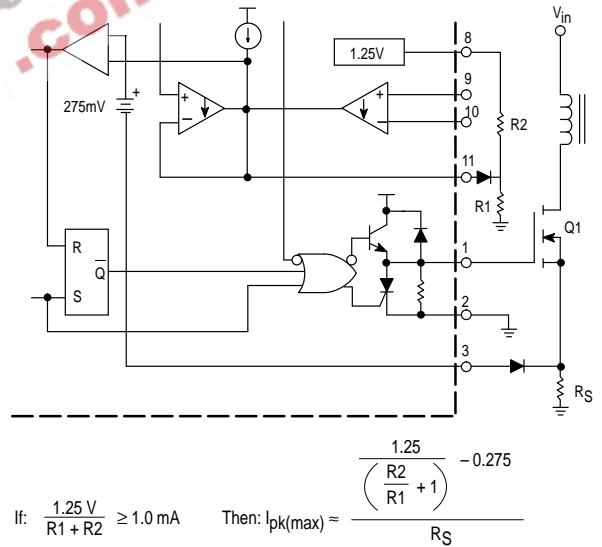 .com
V_in
8
1.25V
9
275mV
+
+
−
+
−
10
R2
11
R1
Q1
1
R
Q̅
S
2
3
R_S
If: 1.25 V / (R1 + R2) ≥ 1.0 mA Then: I_pk(max) ≈ (1.25 / (R2/R1 + 1) − 0.275) / R_S